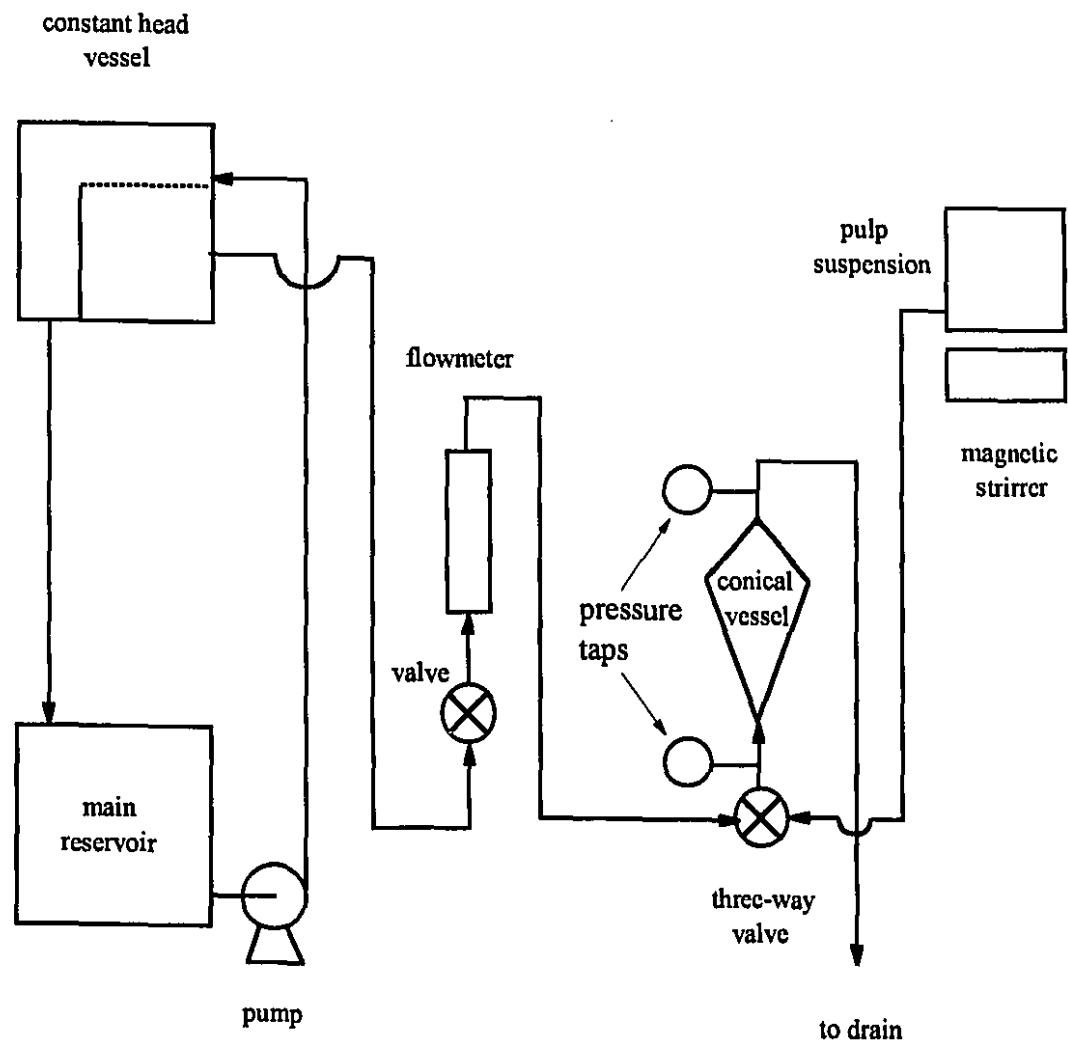 constant head
vessel
pulp
suspension
flowmeter
magnetic
strirrer
conical
vessel
pressure
taps
valve
main
reservoir
three-way
valve
pump
to drain